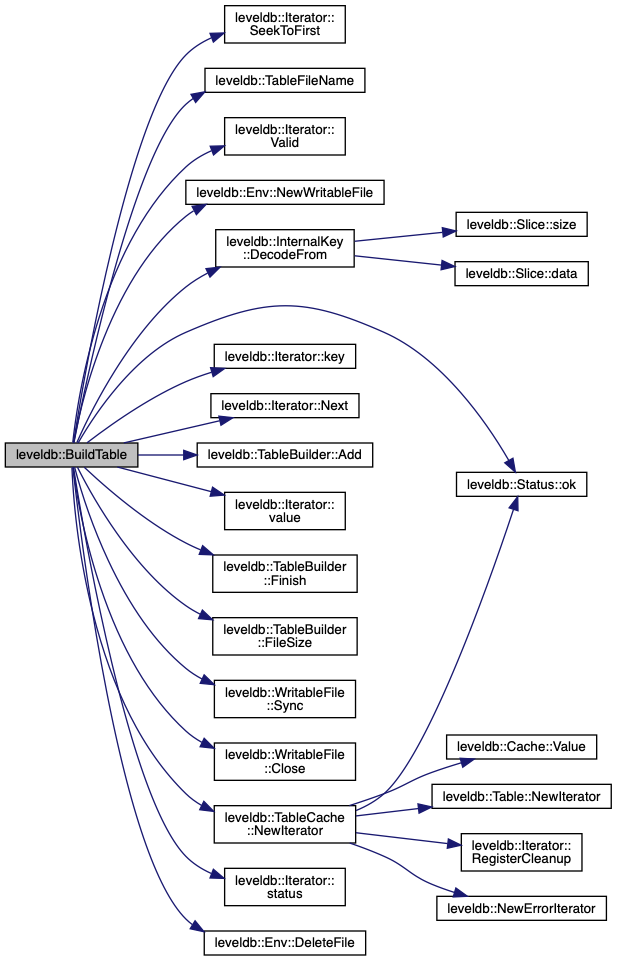 leveldb::Iterator::
SeekToFirst
leveldb::TableFileName
leveldb::Iterator::
Valid
leveldb::Env::NewWritableFile
leveldb::InternalKey
::DecodeFrom
leveldb::Slice::size
leveldb::Slice::data
leveldb::Iterator::key
leveldb::Iterator::Next
leveldb::BuildTable
leveldb::TableBuilder::Add
leveldb::Status::ok
leveldb::Iterator::
value
leveldb::TableBuilder
::Finish
leveldb::TableBuilder
::FileSize
leveldb::WritableFile
::Sync
leveldb::WritableFile
::Close
leveldb::Cache::Value
leveldb::Table::NewIterator
leveldb::TableCache
::NewIterator
leveldb::Iterator::
RegisterCleanup
leveldb::Iterator::
status
leveldb::NewErrorIterator
leveldb::Env::DeleteFile